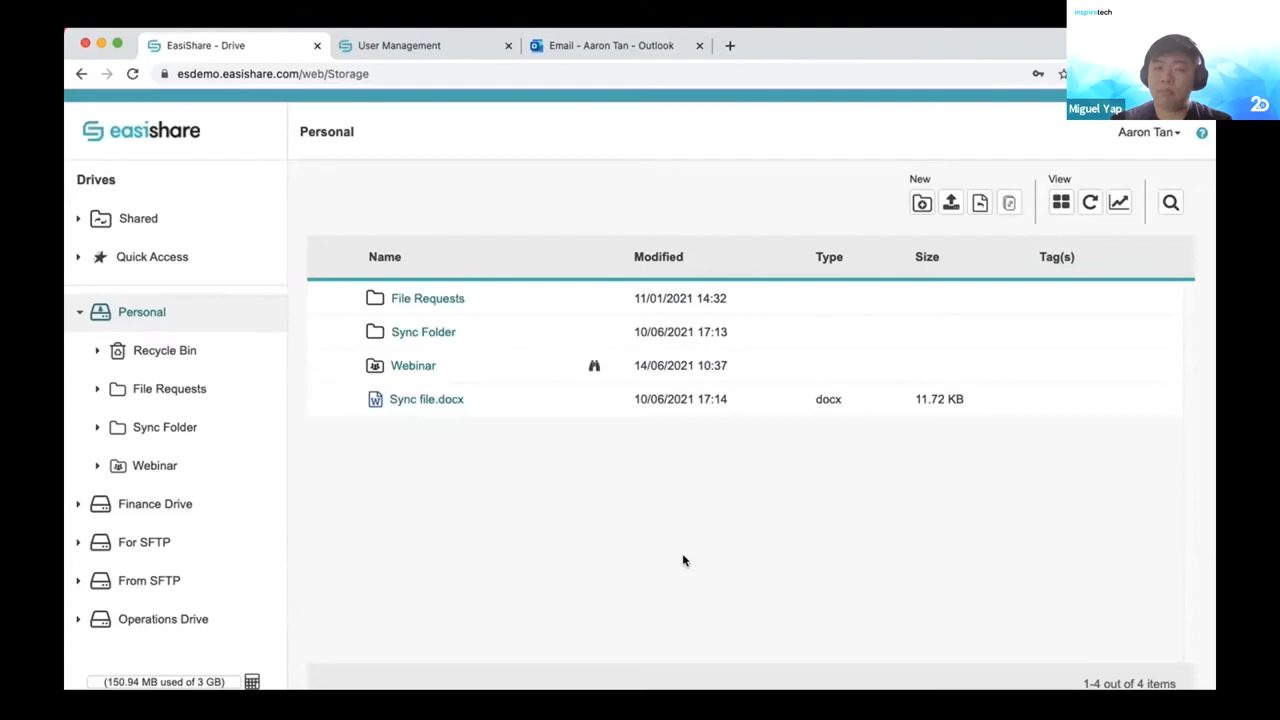 inspiretech
EasiShare - Drive
User Management
Email - Aaron Tan - Outlook
esdemo.easishare.com/web/Storage
Miguel Yap
20
easishare
Personal
Aaron Tan
?
Drives
New
View
Shared
Quick Access
Name Modified Type Size Tag(s)
Personal
File Requests 11/01/2021 14:32
Sync Folder 10/06/2021 17:13
Recycle Bin
Webinar 14/06/2021 10:37
File Requests
Sync file.docx 10/06/2021 17:14 docx 11.72 KB
Sync Folder
Webinar
Finance Drive
For SFTP
From SFTP
Operations Drive
(150.94 MB used of 3 GB)
1-4 out of 4 items